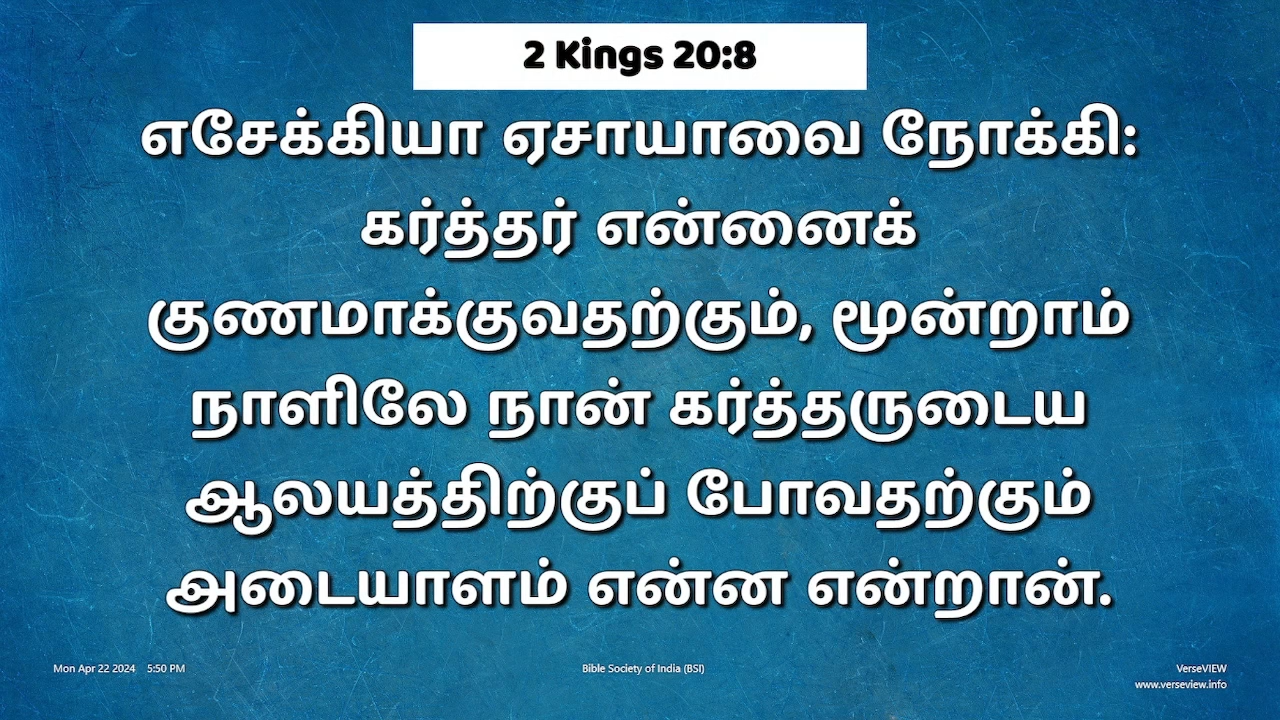 2 Kings 20:8
எசேக்கியா ஏசாயாவை நோக்கி:
கர்த்தர் என்னைக்
குணமாக்குவதற்கும், மூன்றாம்
நாளிலே நான் கர்த்தருடைய
ஆலயத்திற்குப் போவதற்கும்
அடையாளம் என்ன என்றான்.
Mon Apr 22 2024 5:50 PM
Bible Society of India (BSI)
VerseVIEW
www.verseview.info